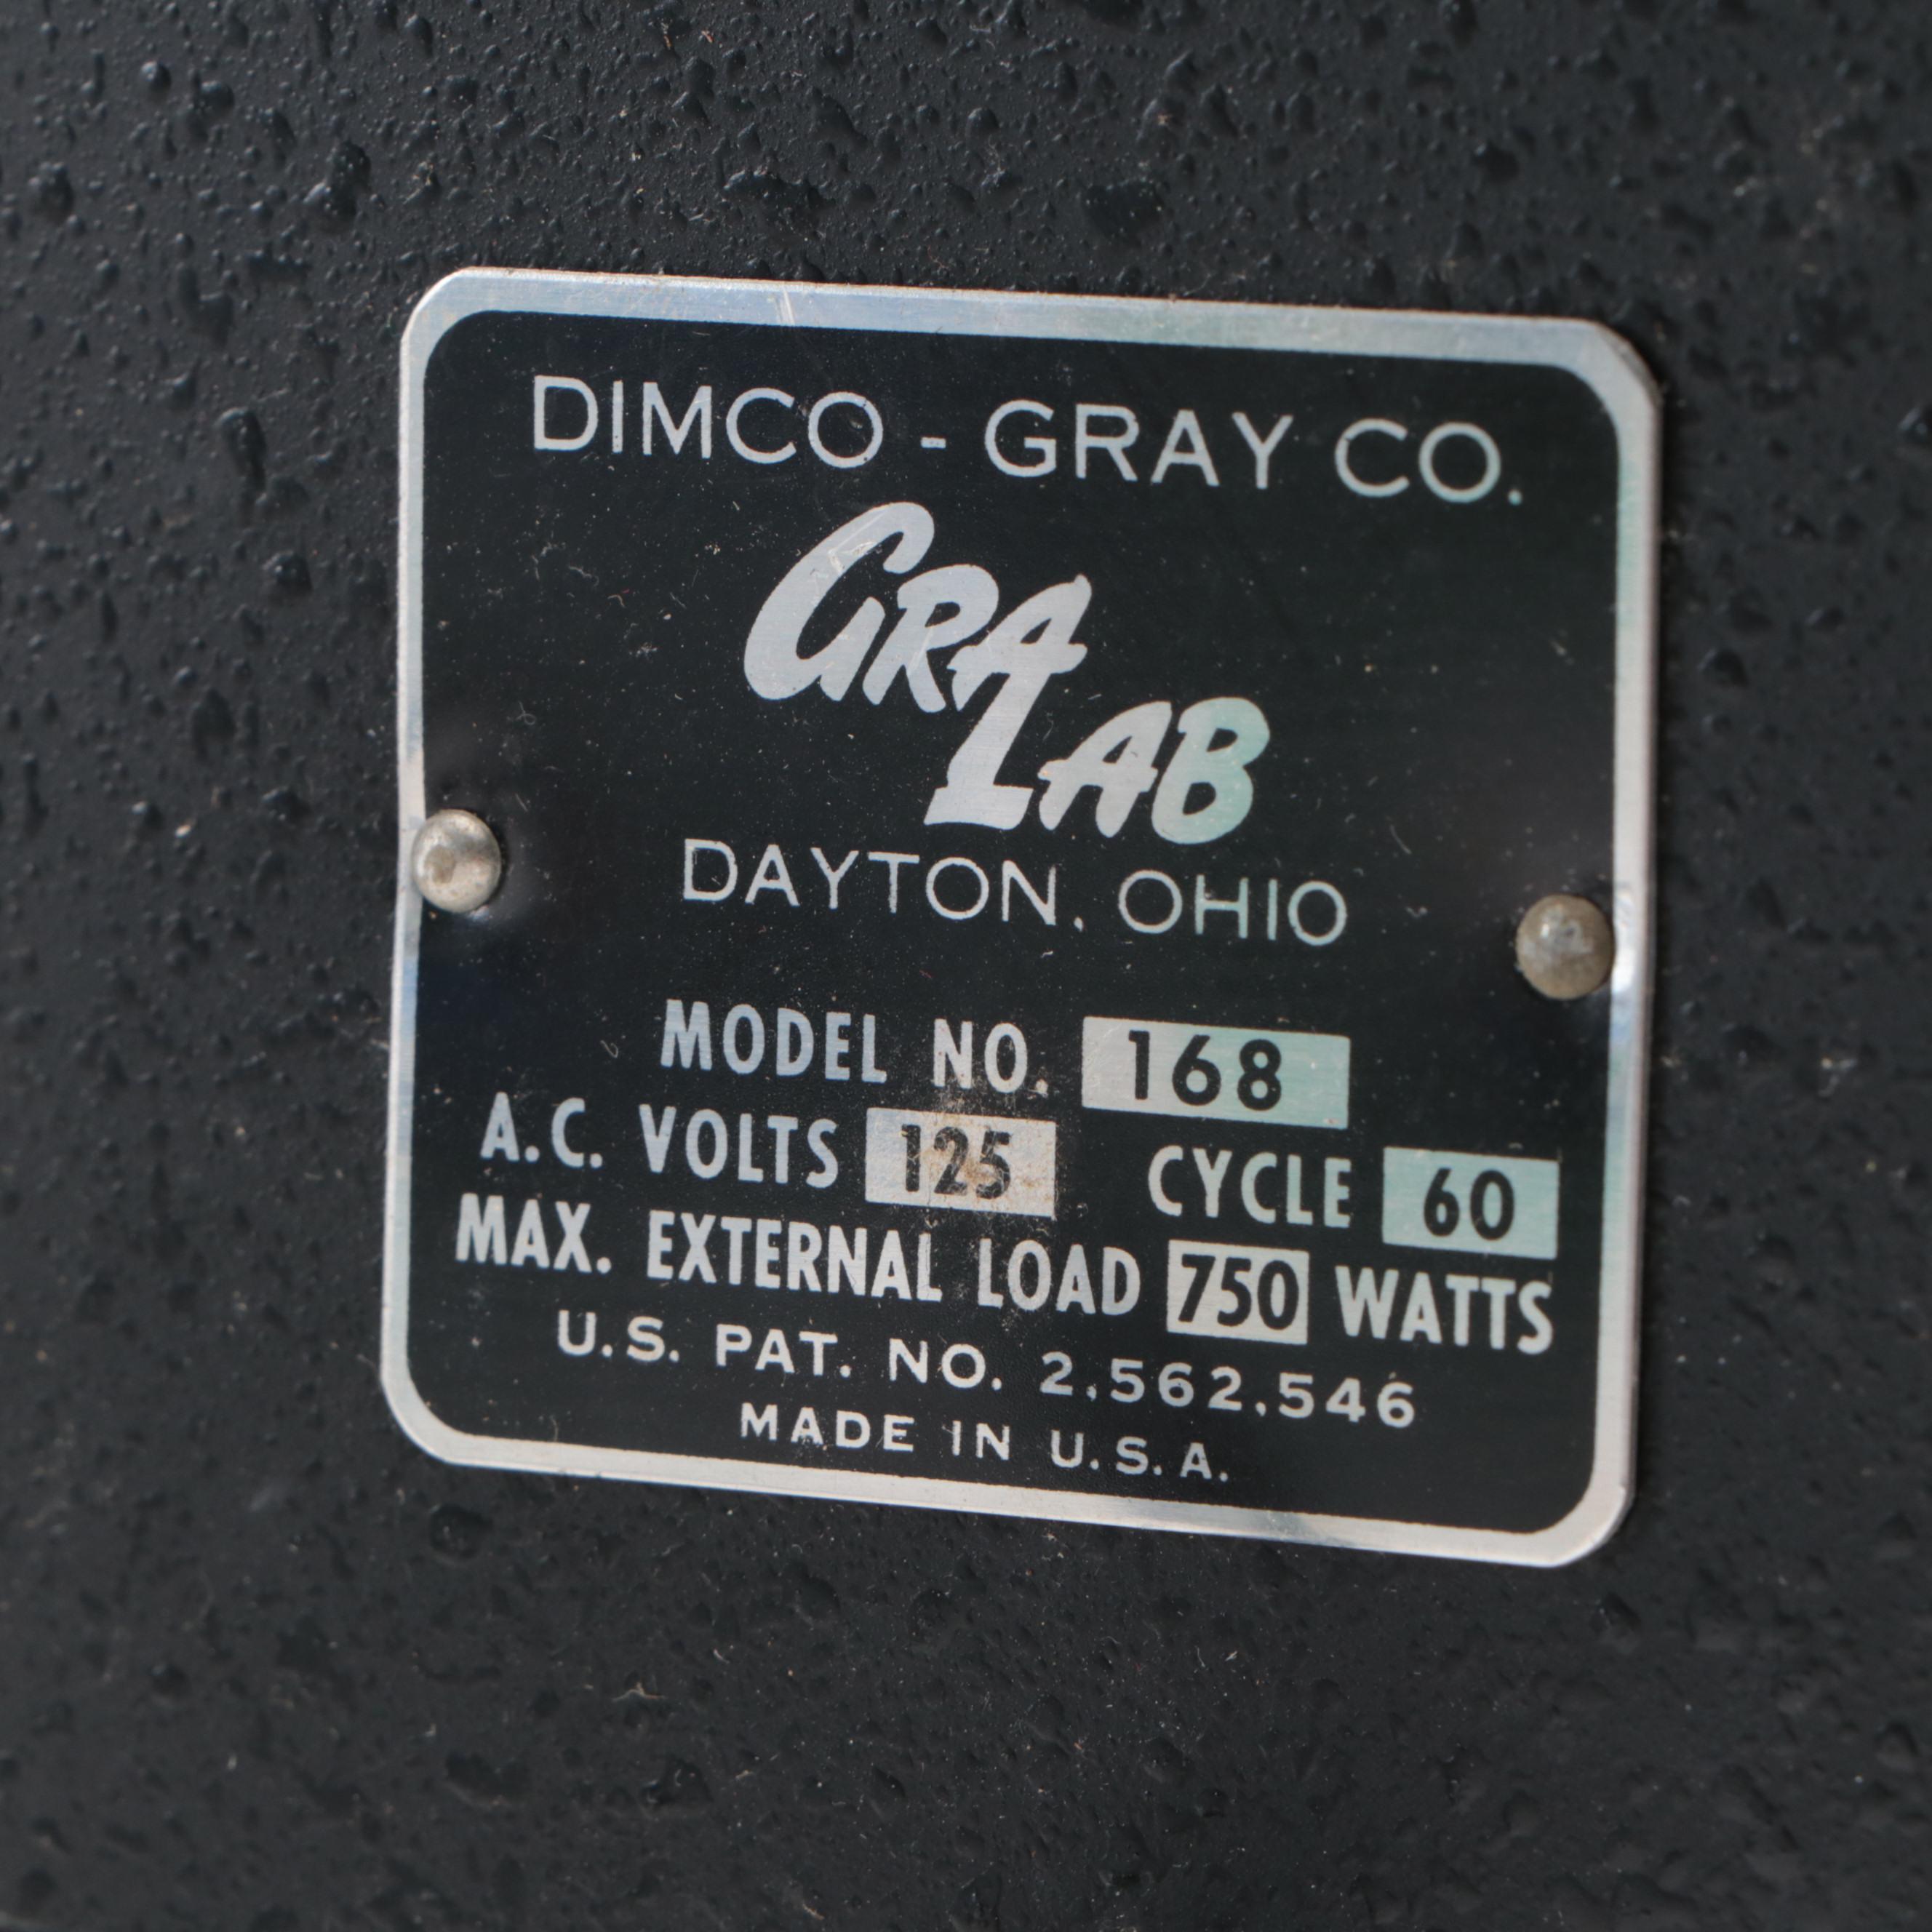 DIMCO - GRAY CO.
GRA
LAB
DAYTON, OHIO
MODEL NO. 168
A.C. VOLTS 125 CYCLE 60
MAX. EXTERNAL LOAD 750 WATTS
U.S. PAT. NO. 2,562,546
MADE IN U.S.A.